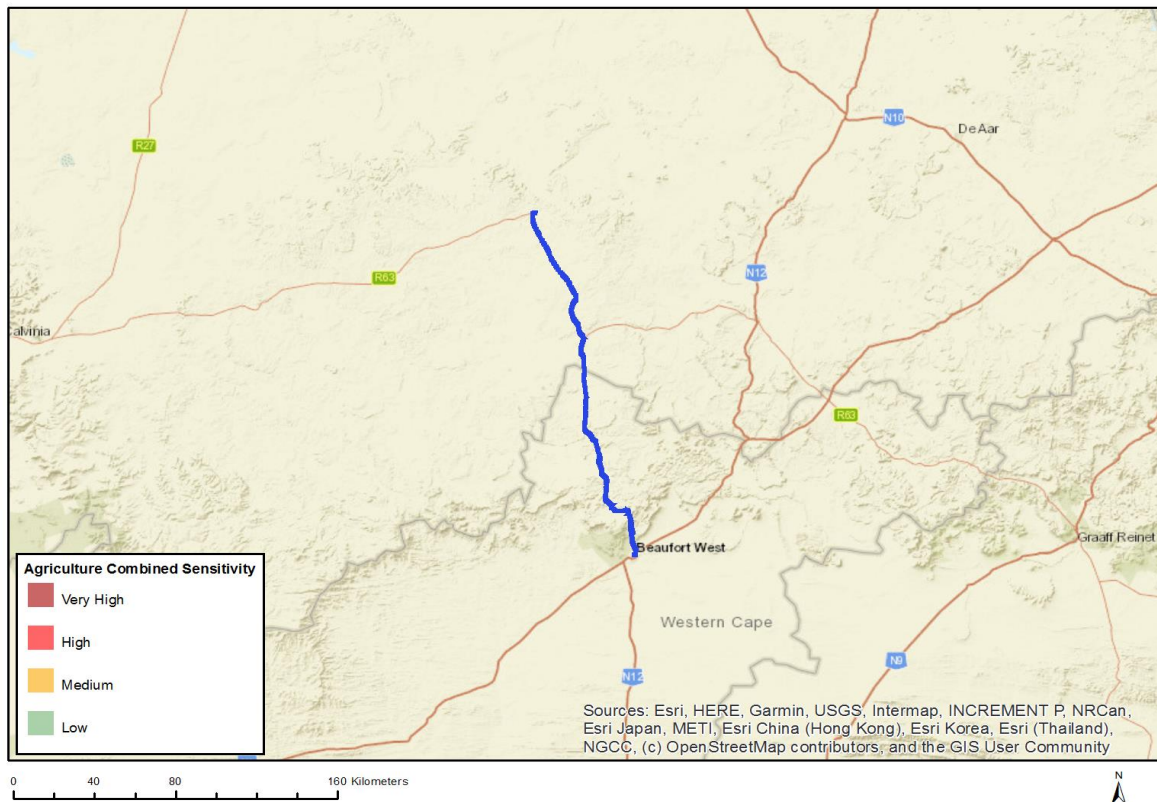 N10
De Aar
R27
N12
R63
alvinia
R63
Beaufort West
Graaff Reinet
Western Cape
N9
N12
Agriculture Combined Sensitivity
Very High
High
Medium
Low
Sources: Esri, HERE, Garmin, USGS, Intermap, INCREMENT P, NRCan,
Esri Japan, METI, Esri China (Hong Kong), Esri Korea, Esri (Thailand),
NGCC, (c) OpenStreetMap contributors, and the GIS User Community
0 40 80 160 Kilometers
N